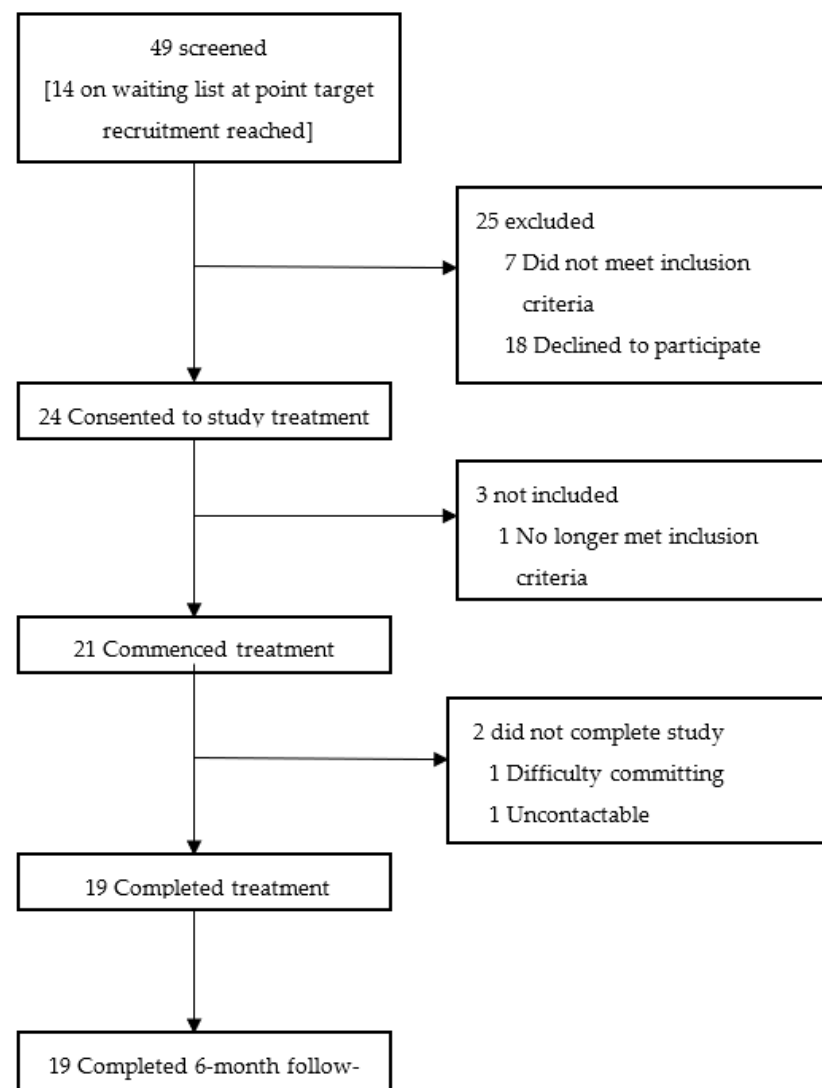 49 screened
[14 on waiting list at point target
recruitment reached]
25 excluded
7 Did not meet inclusion
criteria
18 Declined to participate
24 Consented to study treatment
3 not included
1 No longer met inclusion
criteria
21 Commenced treatment
2 did not complete study
1 Difficulty committing
1 Uncontactable
19 Completed treatment
19 Completed 6-month follow-